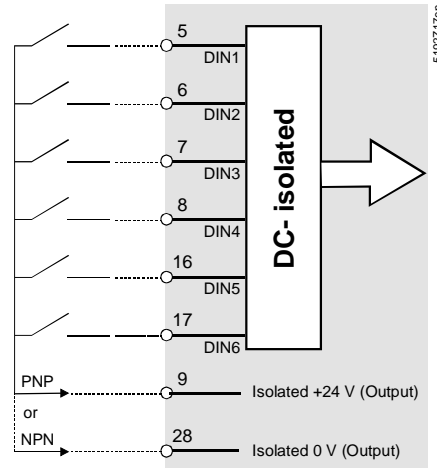 5
DIN1
6
DIN2
7
DIN3
8
DIN4
16
DIN5
17
DIN6
DC- isolated
PNP
9
Isolated +24 V (Output)
or
NPN
28
Isolated 0 V (Output)